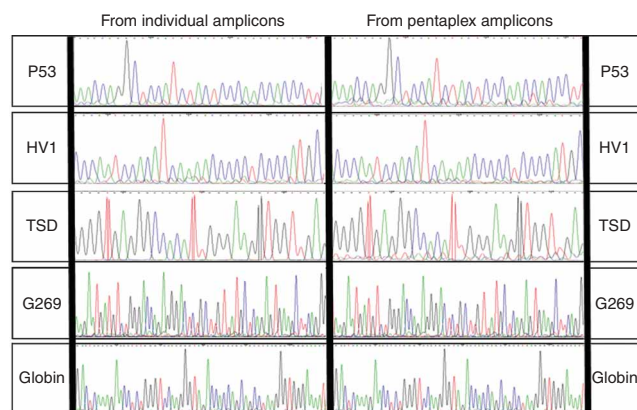 From individual amplicons
From pentaplex amplicons
P53
P53
HV1
HV1
TSD
TSD
G269
G269
Globin
Globin